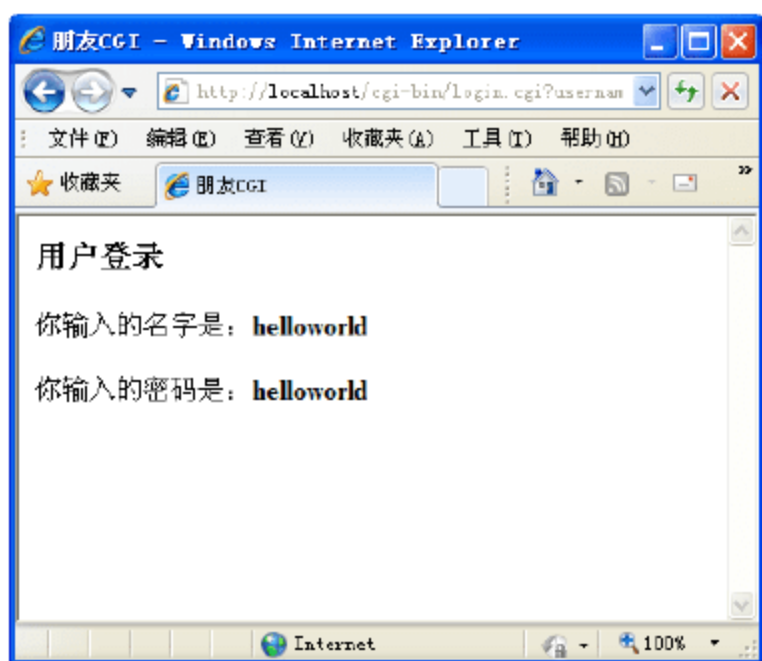 朋友CGI - Windows Internet Explorer
http://localhost/cgi-bin/login.cgi?usernam
文件(F) 编辑(E) 查看(V) 收藏夹(A) 工具(T) 帮助(H)
收藏夹 朋友CGI »
用户登录
你输入的名字是：helloworld
你输入的密码是：helloworld
Internet 100%